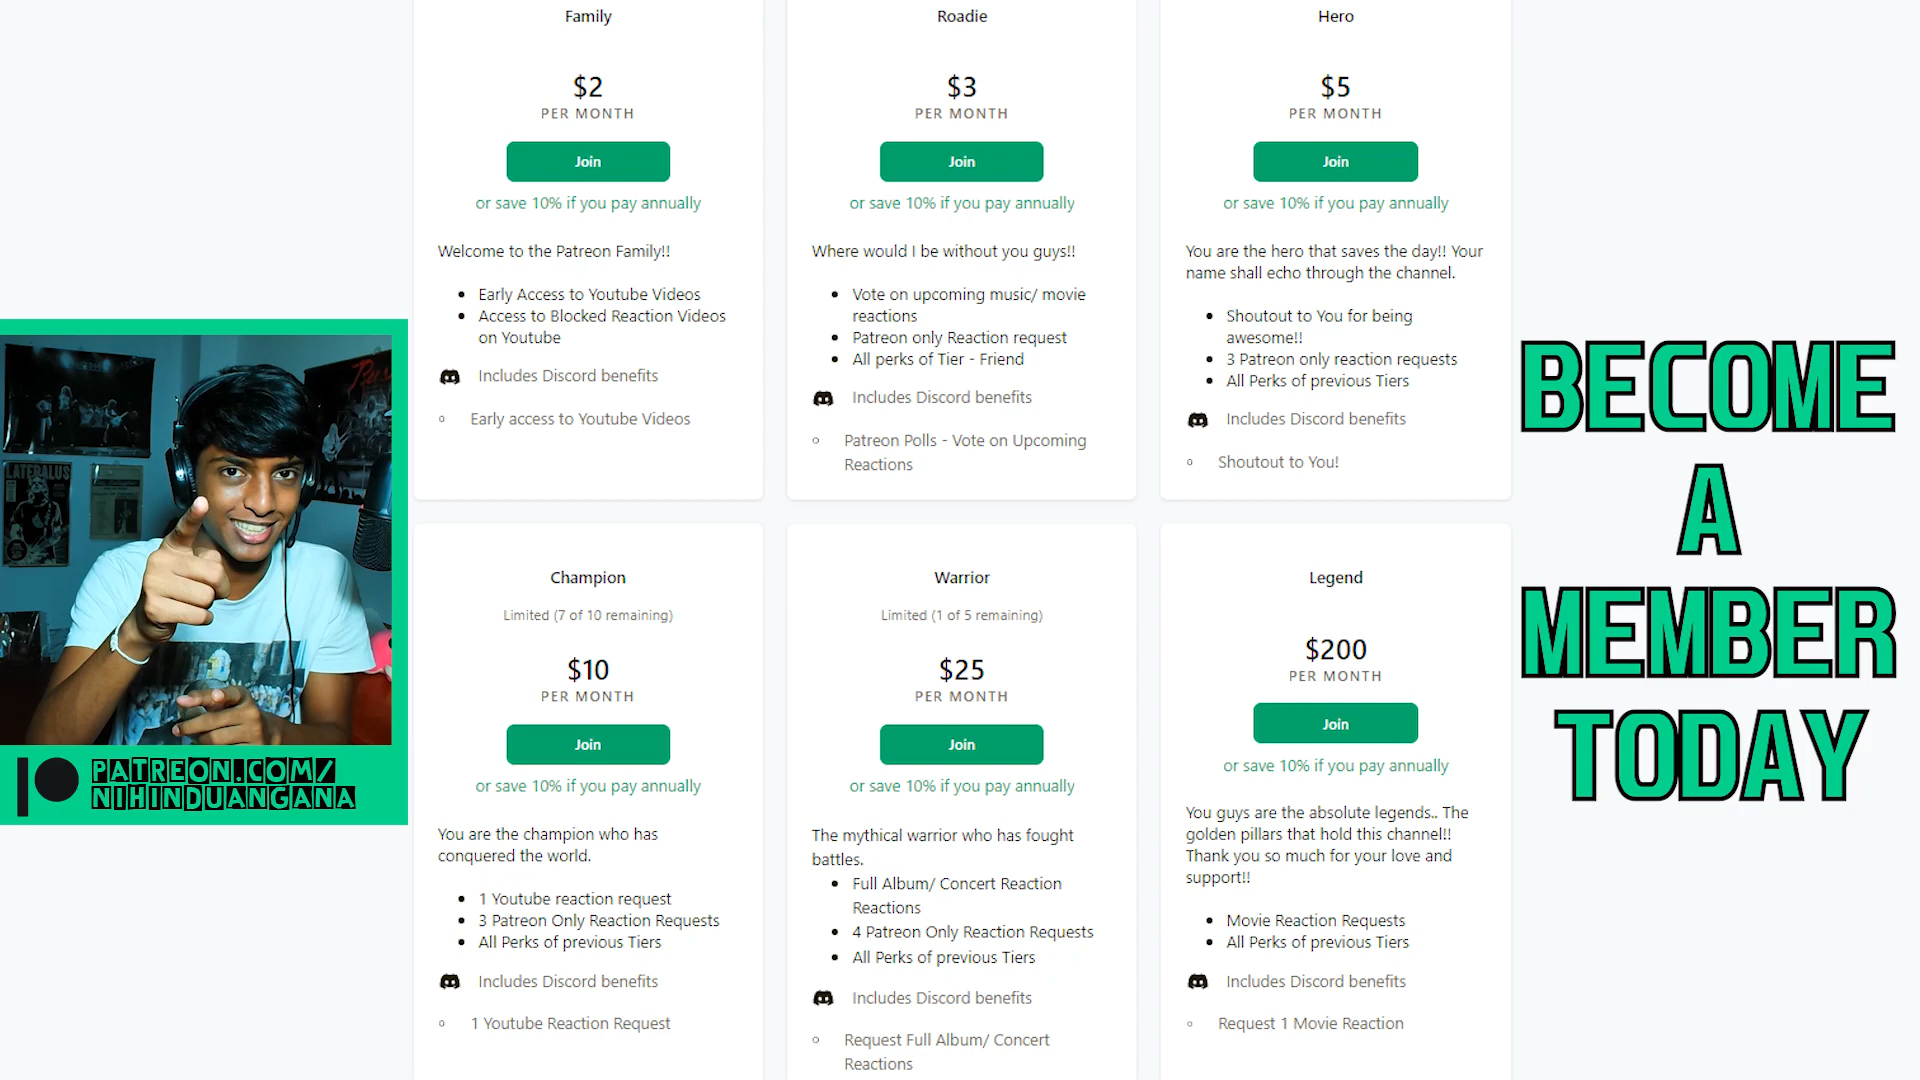 Family
$2
PER MONTH
Join
or save 10% if you pay annually
Welcome to the Patreon Family!!
Early Access to Youtube Videos
Access to Blocked Reaction Videos
on Youtube
Includes Discord benefits
Early access to Youtube Videos
Roadie
$3
PER MONTH
Join
or save 10% if you pay annually
Where would I be without you guys!!
Vote on upcoming music/ movie
reactions
Patreon only Reaction request
All perks of Tier - Friend
Includes Discord benefits
Patreon Polls - Vote on Upcoming
Reactions
Hero
$5
PER MONTH
Join
or save 10% if you pay annually
You are the hero that saves the day!! Your
name shall echo through the channel.
Shoutout to You for being
awesome!!
3 Patreon only reaction requests
All Perks of previous Tiers
Includes Discord benefits
Shoutout to You!
Champion
Limited (7 of 10 remaining)
$10
PER MONTH
Join
or save 10% if you pay annually
You are the champion who has
conquered the world.
1 Youtube reaction request
3 Patreon Only Reaction Requests
All Perks of previous Tiers
Includes Discord benefits
1 Youtube Reaction Request
Warrior
Limited (1 of 5 remaining)
$25
PER MONTH
Join
or save 10% if you pay annually
The mythical warrior who has fought
battles.
Full Album/ Concert Reaction
Reactions
4 Patreon Only Reaction Requests
All Perks of previous Tiers
Includes Discord benefits
Request Full Album/ Concert
Reactions
Legend
$200
PER MONTH
Join
or save 10% if you pay annually
You guys are the absolute legends.. The
golden pillars that hold this channel!!
Thank you so much for your love and
support!!
Movie Reaction Requests
All Perks of previous Tiers
Includes Discord benefits
Request 1 Movie Reaction
LATERALUS
PATREON.COM/
NIHINDUANGANA
BECOME
A
MEMBER
TODAY